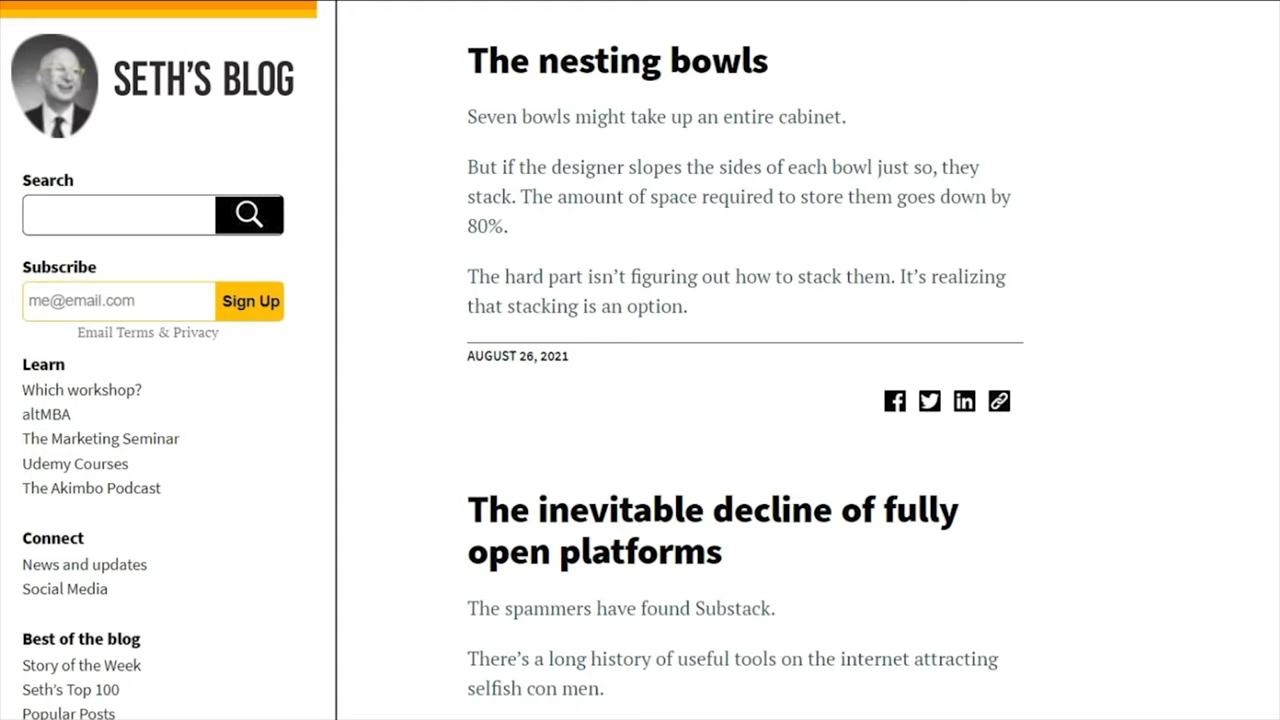 SETH'S BLOG
Search
Subscribe
me@email.com
Sign Up
Email Terms & Privacy
Learn
Which workshop?
altMBA
The Marketing Seminar
Udemy Courses
The Akimbo Podcast
Connect
News and updates
Social Media
Best of the blog
Story of the Week
Seth's Top 100
Popular Posts
The nesting bowls
Seven bowls might take up an entire cabinet.
But if the designer slopes the sides of each bowl just so, they
stack. The amount of space required to store them goes down by
80%.
The hard part isn't figuring out how to stack them. It's realizing
that stacking is an option.
AUGUST 26, 2021
The inevitable decline of fully
open platforms
The spammers have found Substack.
There's a long history of useful tools on the internet attracting
selfish con men.